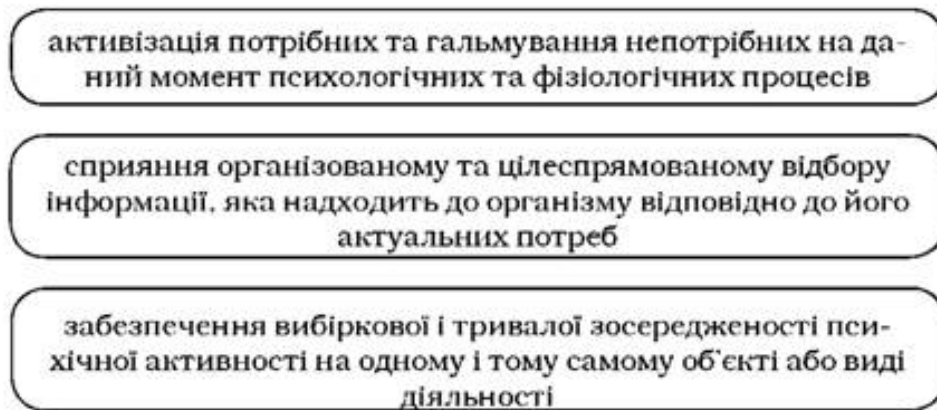 активізація потрібних та гальмування непотрібних на да-
ний момент психологічних та фізіологічних процесів
сприяння організованому та цілеспрямованому відбору
інформації, яка надходить до організму відповідно до його
актуальних потреб
забезпечення вибіркової і тривалої зосередженості пси-
хічної активності на одному і тому самому об'єкті або виді
діяльності